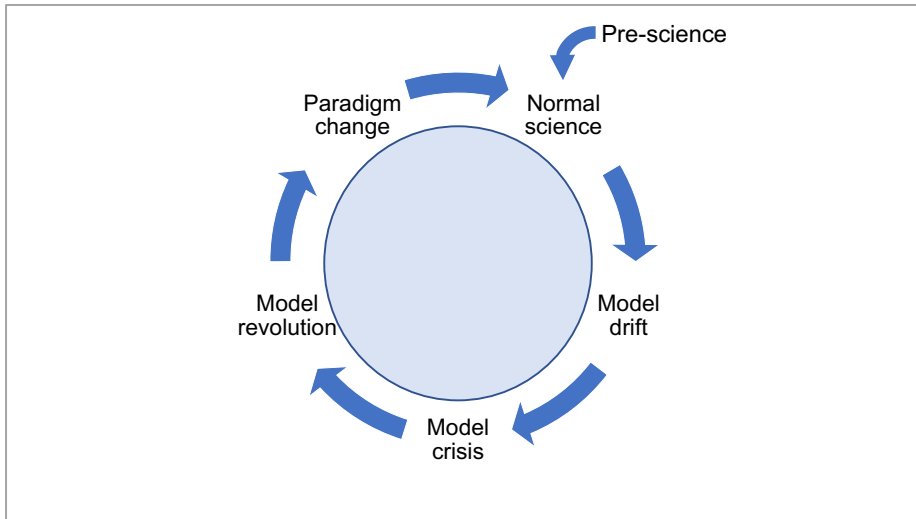 Pre-science
Normal
science
Model
drift
Model
crisis
Model
revolution
Paradigm
change